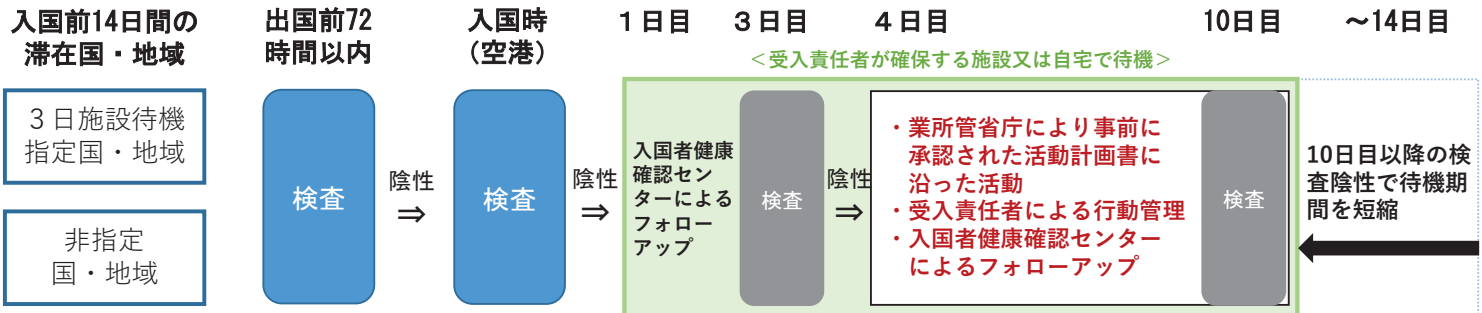 入国前14日間の
滞在国・地域
出国前72
時間以内
入国時
（空港）
１日目
３日目
４日目
10日目
～14日目
＜受入責任者が確保する施設又は自宅で待機＞
３日施設待機
指定国・地域
非指定
国・地域
検査
陰性
⇒
検査
陰性
⇒
入国者健康
確認セン
ターによる
フォロー
アップ
検査
陰性
⇒
・業所管省庁により事前に
承認された活動計画書に
沿った活動
・受入責任者による行動管理
・入国者健康確認センター
によるフォローアップ
検査
10日目以降の検
査陰性で待機期
間を短縮